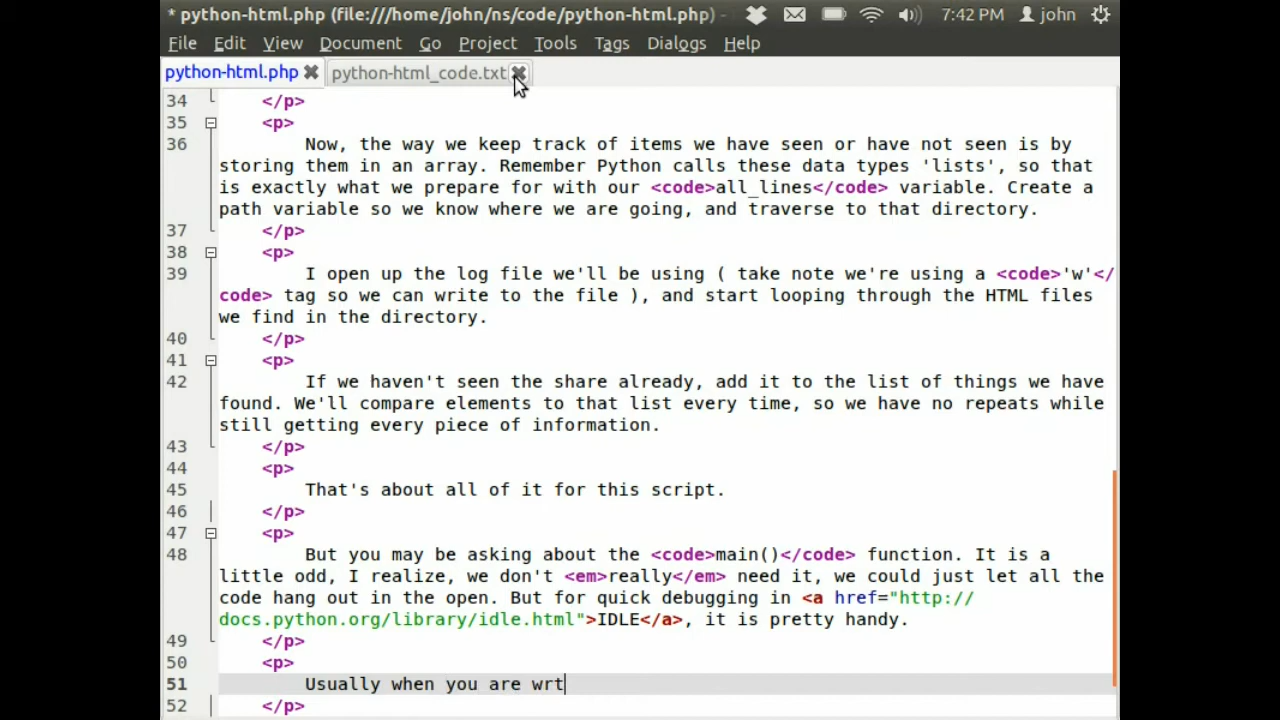 * python-html.php (file:///home/john/ns/code/python-html.php) - 7:42 PM john
File Edit View Document Go Project Tools Tags Dialogs Help
python-html.php python-html_code.txt
34 </p>
35 <p>
36 Now, the way we keep track of items we have seen or have not seen is by
storing them in an array. Remember Python calls these data types 'lists', so that
is exactly what we prepare for with our <code>all_lines</code> variable. Create a
path variable so we know where we are going, and traverse to that directory.
37 </p>
38 <p>
39 I open up the log file we'll be using ( take note we're using a <code>'w'</
code> tag so we can write to the file ), and start looping through the HTML files
we find in the directory.
40 </p>
41 <p>
42 If we haven't seen the share already, add it to the list of things we have
found. We'll compare elements to that list every time, so we have no repeats while
still getting every piece of information.
43 </p>
44 <p>
45 That's about all of it for this script.
46 </p>
47 <p>
48 But you may be asking about the <code>main()</code> function. It is a
little odd, I realize, we don't <em>really</em> need it, we could just let all the
code hang out in the open. But for quick debugging in <a href="http://
docs.python.org/library/idle.html">IDLE</a>, it is pretty handy.
49 </p>
50 <p>
51 Usually when you are wrt
52 </p>